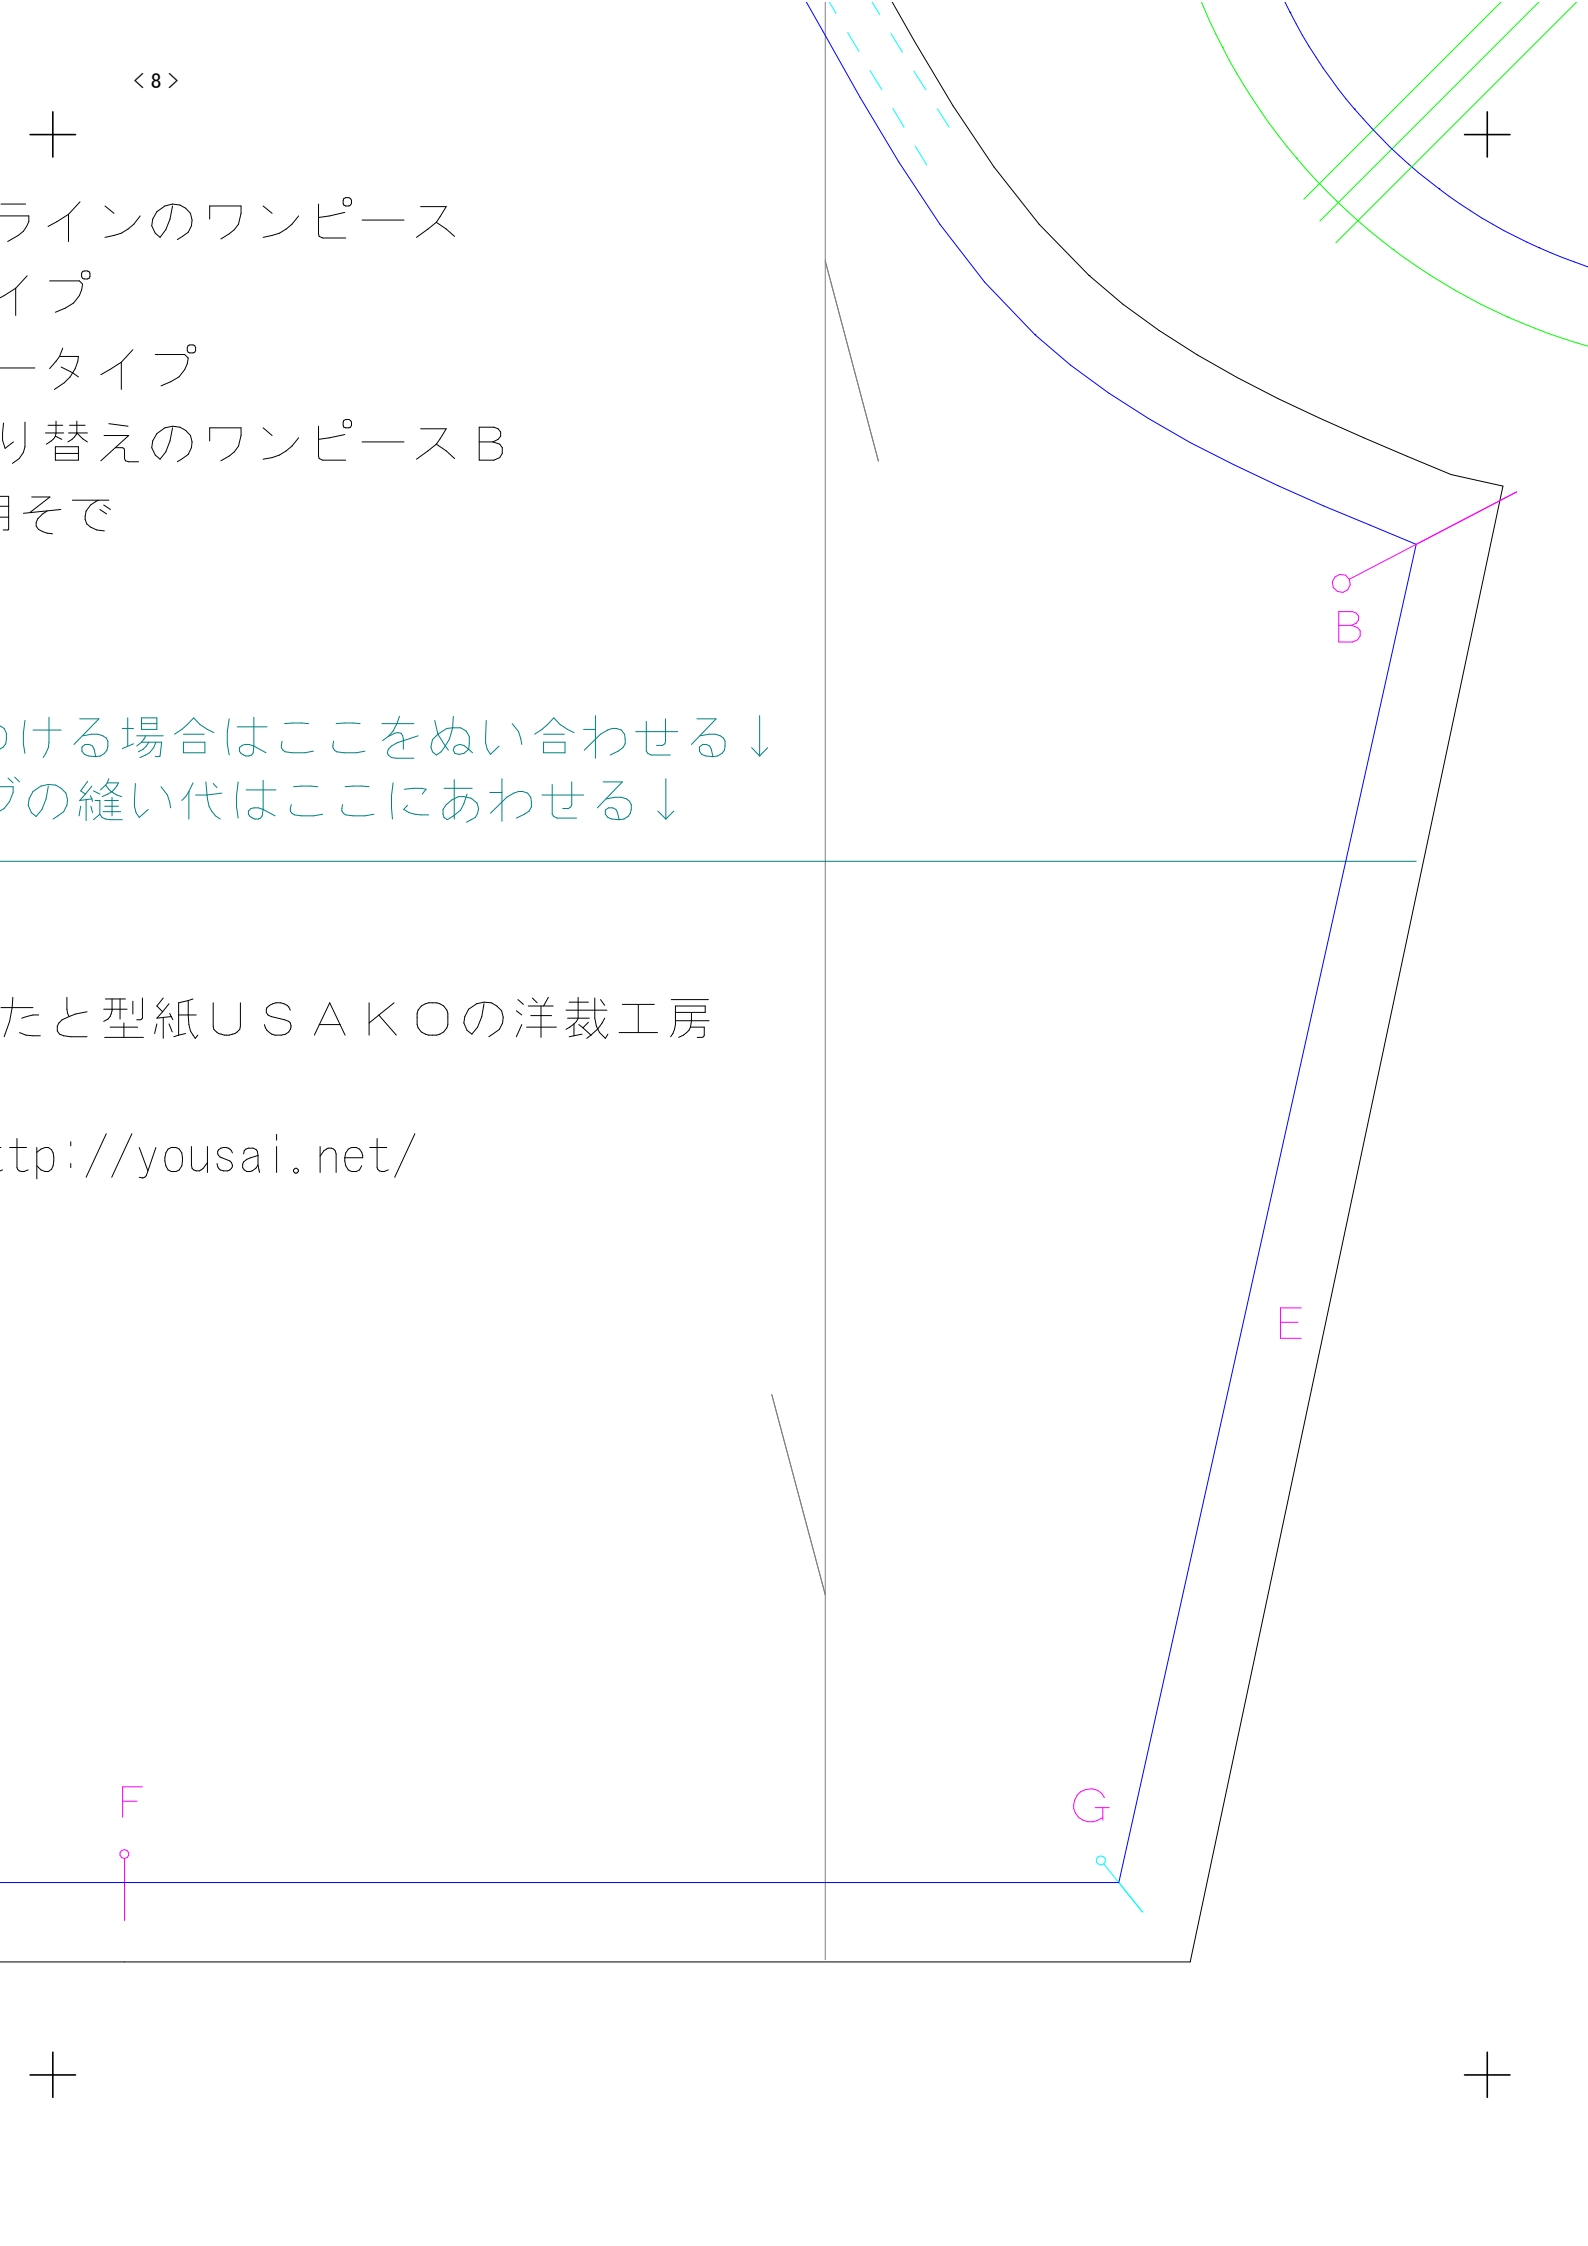 <8>
ラインのワンピース
イプ
ータイプ
り替えのワンピースB
用そで
B
つける場合はここをぬい合わせる↓
ブの縫い代はここにあわせる↓
たと型紙USAKOの洋裁工房
ttp://yousai.net/
E
F
G